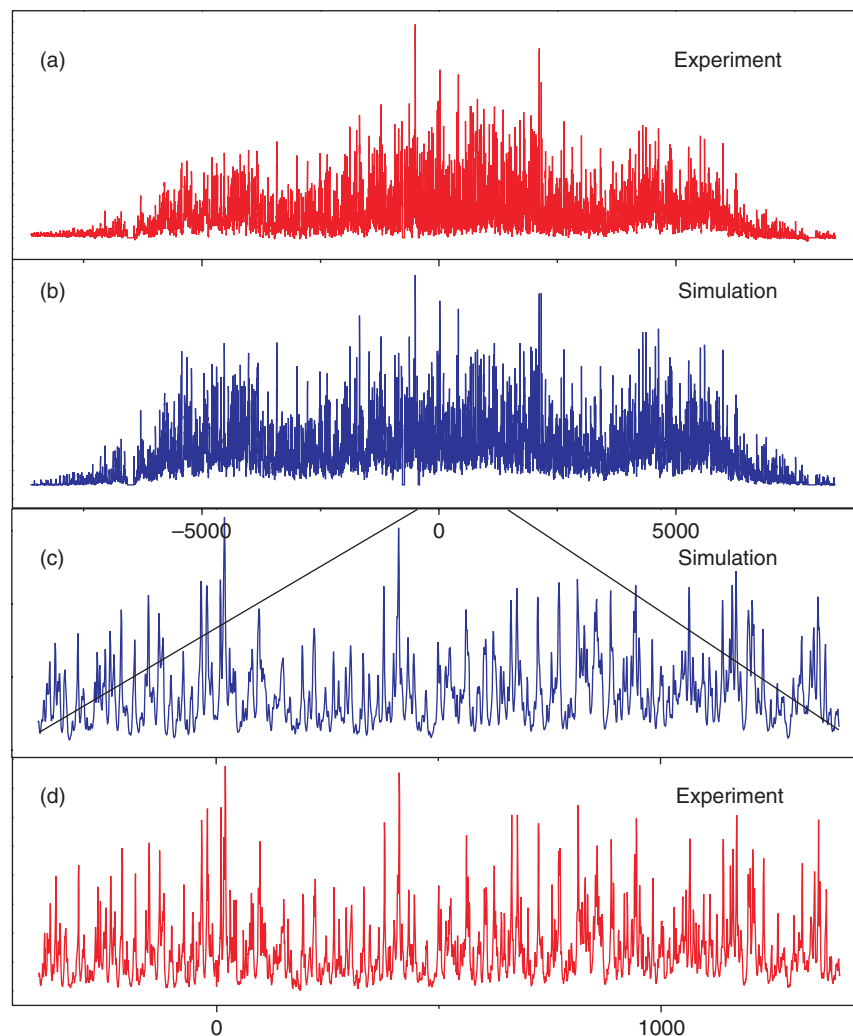 (a)
Experiment
(b)
Simulation
−5000 0 5000
(c)
Simulation
(d)
Experiment
0 1000